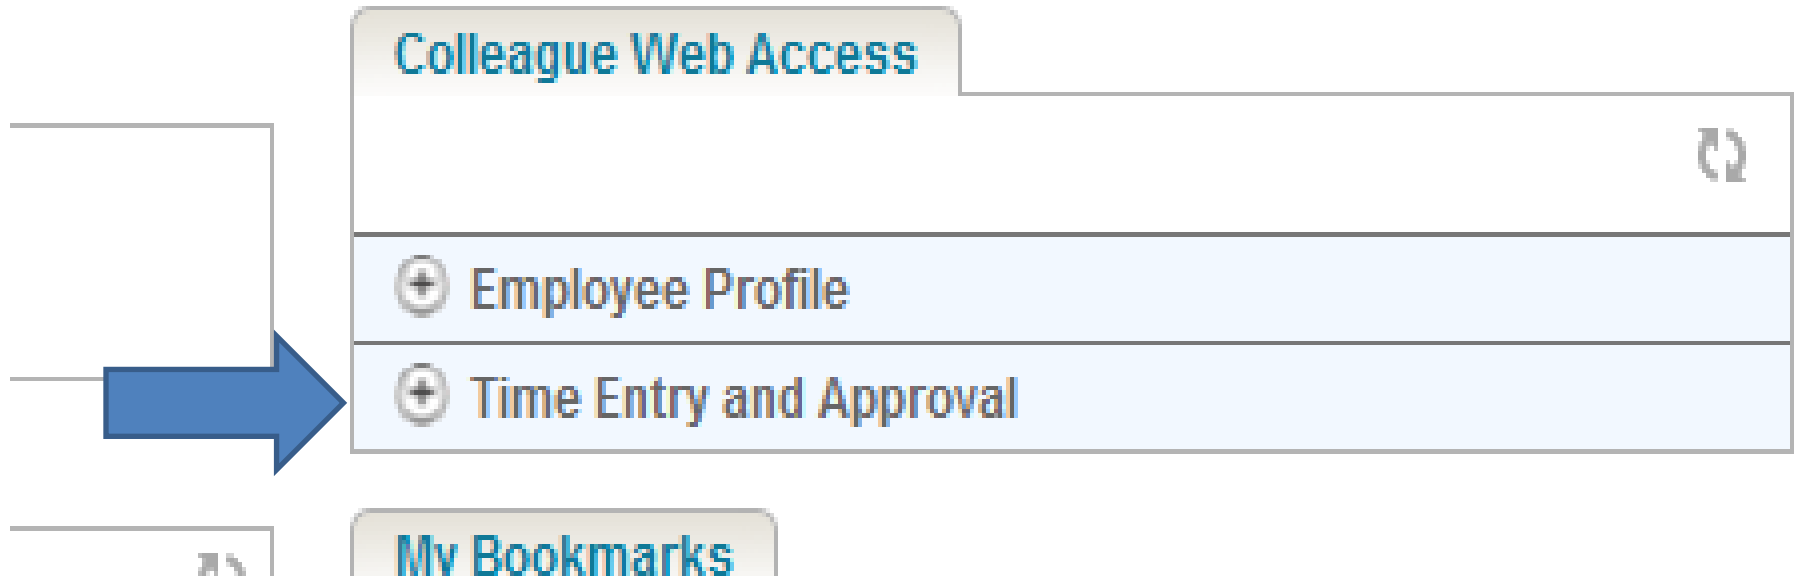 Colleague Web Access
Employee Profile
Time Entry and Approval
My Bookmarks